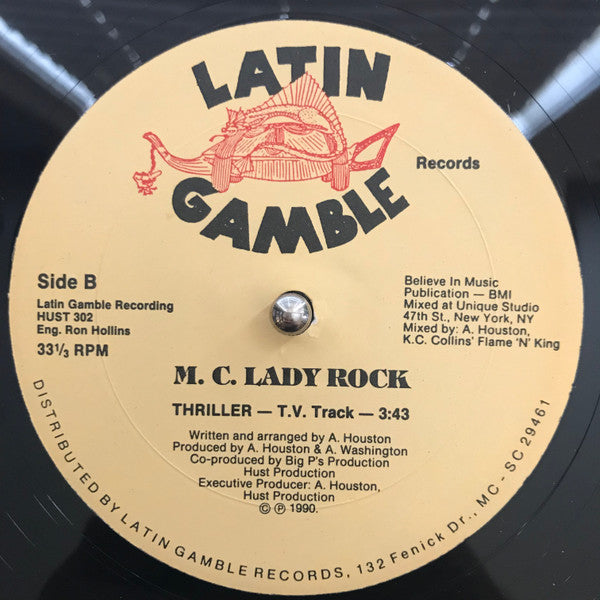 LATIN
GAMBLE
Records
Side B
Latin Gamble Recording
HUST 302
Eng. Ron Hollins
33 1/3 RPM
Believe In Music
Publication — BMI
Mixed at Unique Studio
47th St., New York, NY
Mixed by: A. Houston,
K.C. Collins' Flame 'N' King
M. C. LADY ROCK
THRILLER — T.V. Track — 3:43
Written and arranged by A. Houston
Produced by A. Houston & A. Washington
Co-produced by Big P's Production
Hust Production
Executive Producer: A. Houston,
Hust Production
© ℗ 1990.
DISTRIBUTED BY LATIN GAMBLE RECORDS, 132 Fenick Dr., MC - SC 29461